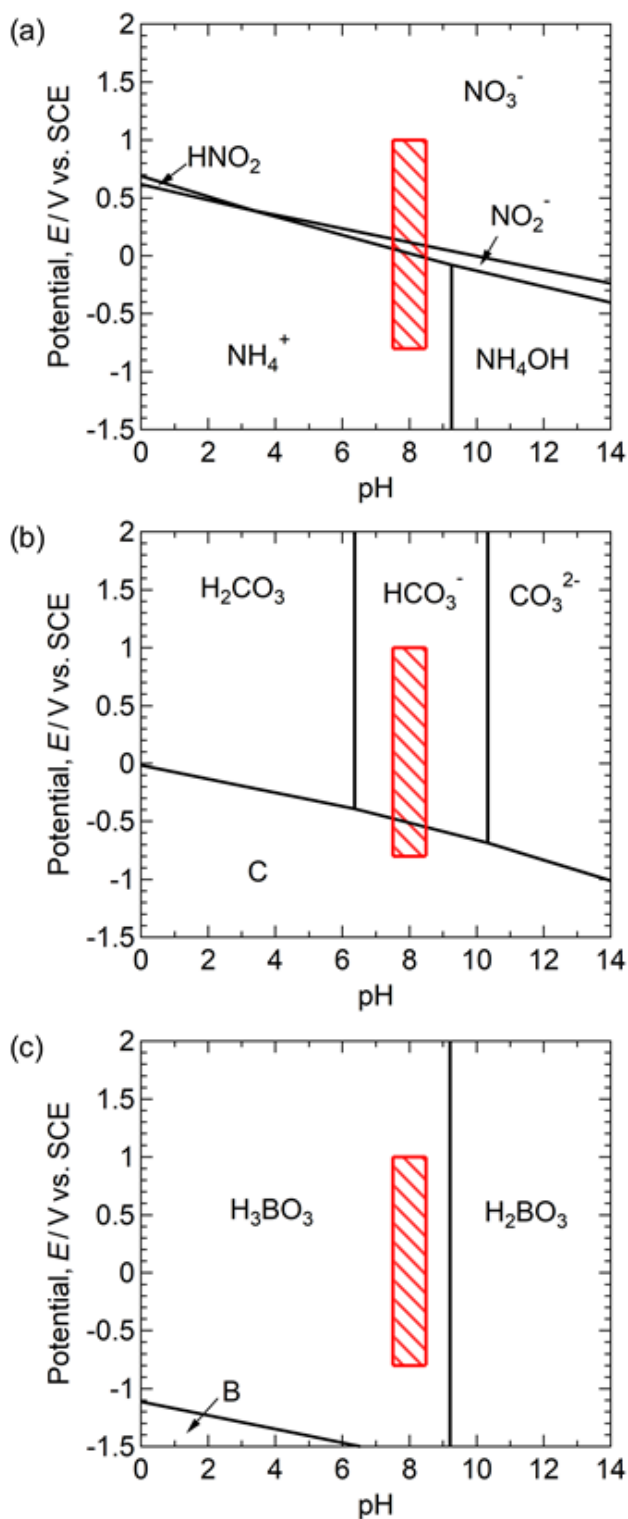 (a)
Potential, E / V vs. SCE
2
1.5
1
0.5
0
-0.5
-1
-1.5
NO₃⁻
HNO₂
NO₂⁻
NH₄⁺
NH₄OH
0 2 4 6 8 10 12 14
pH
(b)
Potential, E / V vs. SCE
2
1.5
1
0.5
0
-0.5
-1
-1.5
H₂CO₃ HCO₃⁻ CO₃²⁻
C
0 2 4 6 8 10 12 14
pH
(c)
Potential, E / V vs. SCE
2
1.5
1
0.5
0
-0.5
-1
-1.5
H₃BO₃ H₂BO₃
B
0 2 4 6 8 10 12 14
pH